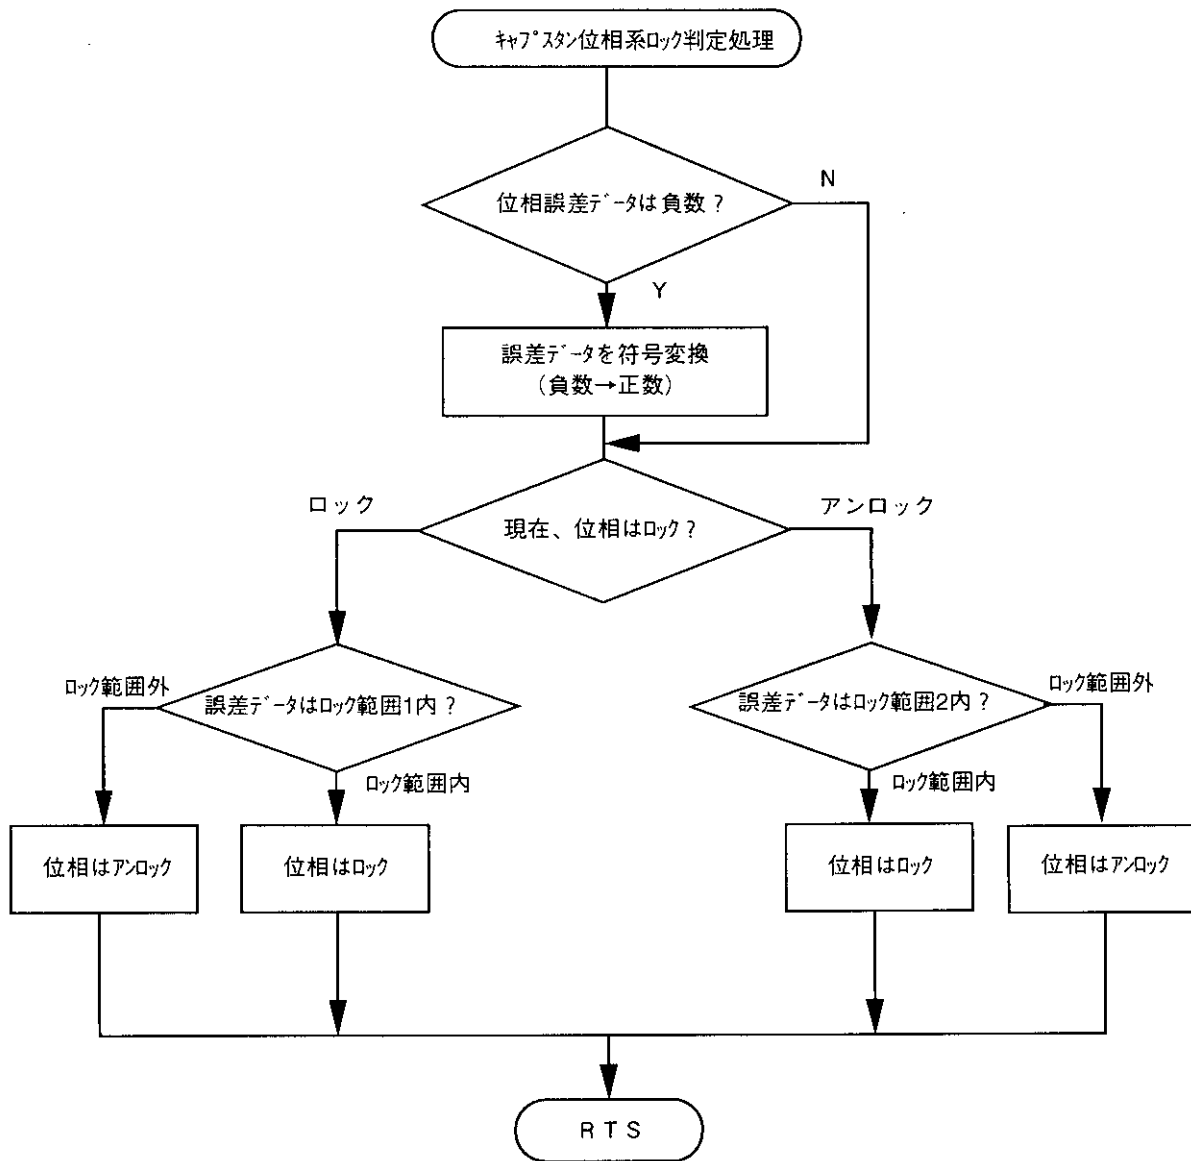 キャプスタン位相系ロック判定処理
位相誤差データは負数？
N
Y
誤差データを符号変換
（負数→正数）
ロック
アンロック
現在、位相はロック？
ロック範囲外
誤差データはロック範囲1内？
ロック範囲内
誤差データはロック範囲2内？
ロック範囲外
ロック範囲内
位相はアンロック
位相はロック
位相はロック
位相はアンロック
RTS